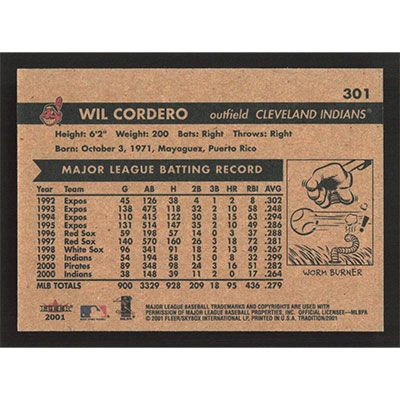 301
WIL CORDERO
outfield CLEVELAND INDIANS®
Height: 6'2" Weight: 200 Bats: Right Throws: Right
Born: October 3, 1971, Mayaguez, Puerto Rico
MAJOR LEAGUE BATTING RECORD
Year Team G AB H 2B 3B HR RBI AVG
1992 Expos 45 126 38 4 1 2 8 .302
1993 Expos 138 475 118 32 2 10 58 .248
1994 Expos 110 415 122 30 3 15 63 .294
1995 Expos 131 514 147 35 2 10 49 .286
1996 Red Sox 59 198 57 14 0 3 37 .288
1997 Red Sox 140 570 160 26 3 18 72 .281
1998 White Sox 96 341 91 18 2 13 49 .267
1999 Indians 54 194 58 15 0 8 32 .299
2000 Pirates 89 348 98 24 3 16 51 .282
2000 Indians 38 148 39 11 2 0 17 .264
MLB TOTALS 900 3329 928 209 18 95 436 .279
WORM BURNER
FLEER
2001
MAJOR LEAGUE BASEBALL TRADEMARKS AND COPYRIGHTS ARE USED WITH
PERMISSION OF MAJOR LEAGUE BASEBALL PROPERTIES, INC. OFFICIAL LICENSEE—MLBPA
© 2001 FLEER/SKYBOX INTERNATIONAL LP, PRINTED IN U.S.A. TRADITION/2001